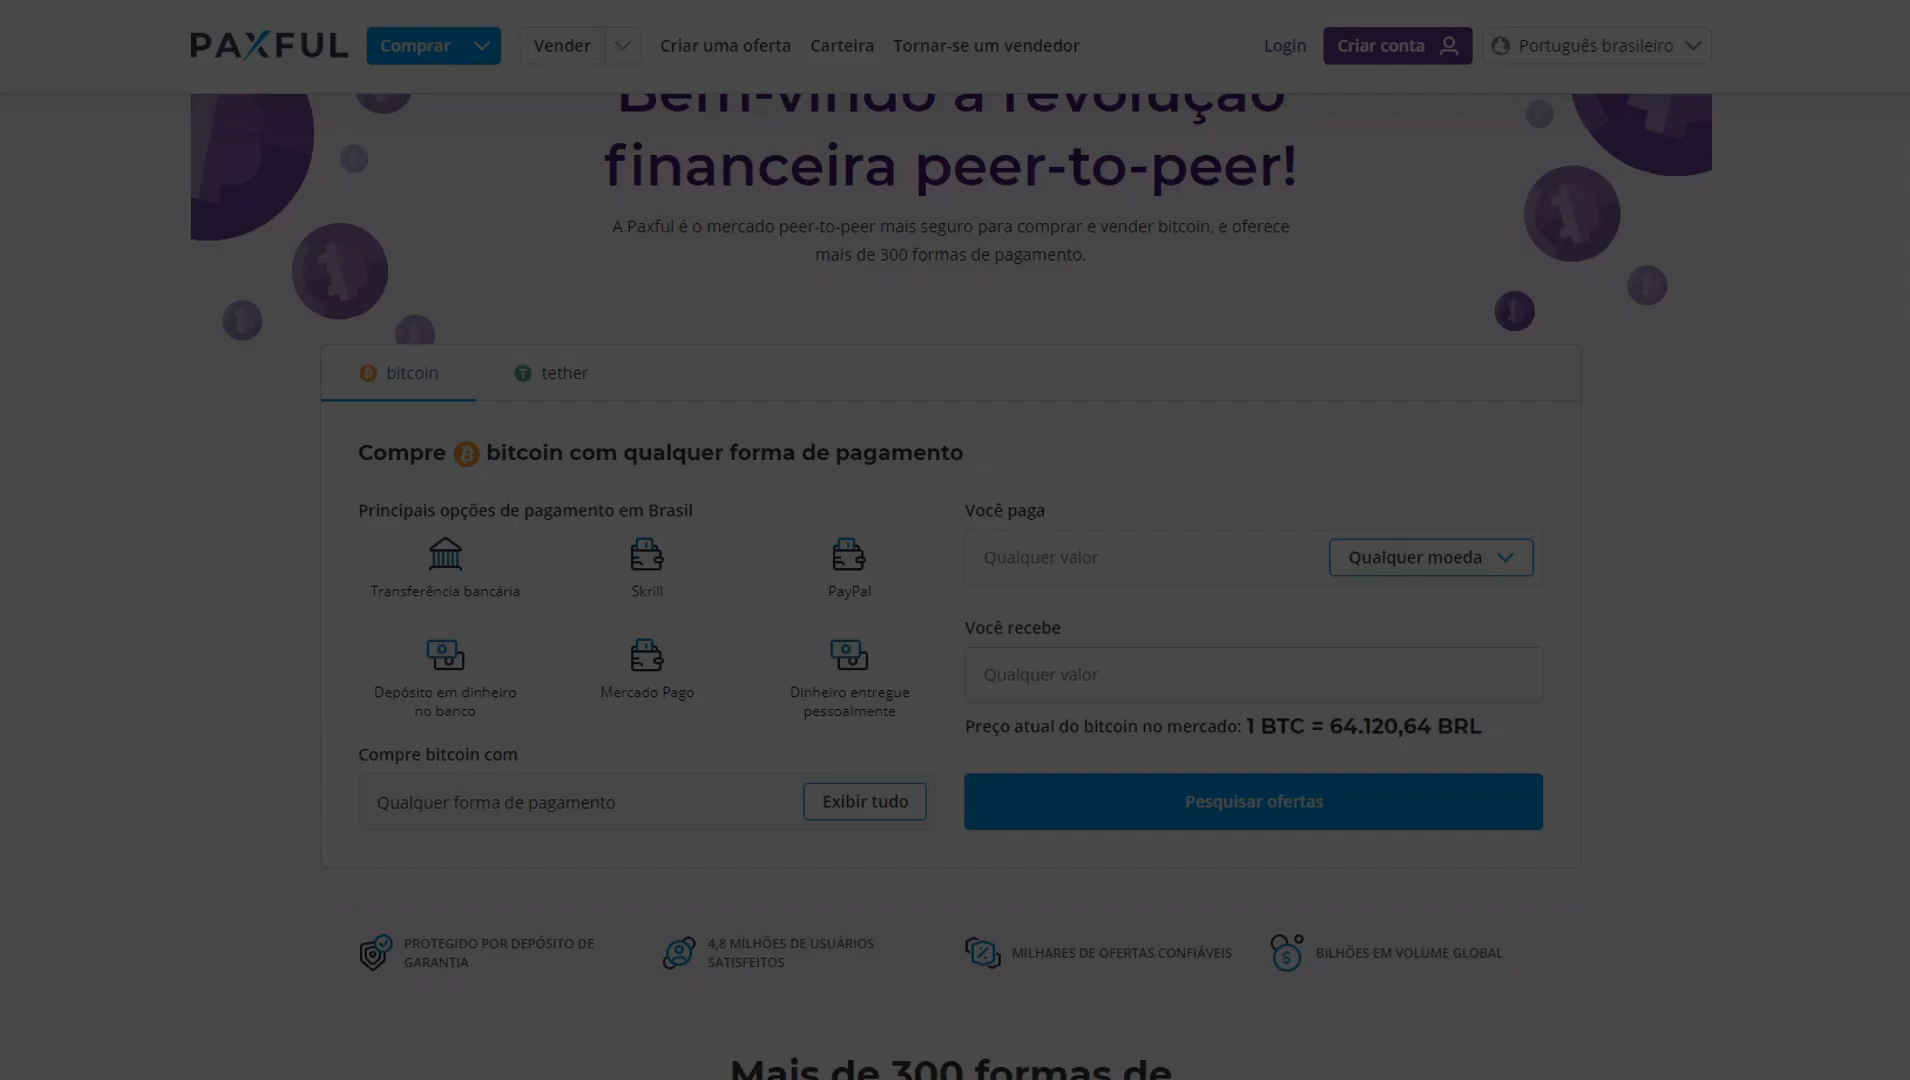 PAXFUL Comprar Vender Criar uma oferta Carteira Tornar-se um vendedor Login Criar conta Português brasileiro
Bem-vindo à revolução
financeira peer-to-peer!
A Paxful é o mercado peer-to-peer mais seguro para comprar e vender bitcoin, e oferece
mais de 300 formas de pagamento.
bitcoin tether
Compre bitcoin com qualquer forma de pagamento
Principais opções de pagamento em Brasil
Transferência bancária Skrill PayPal
Depósito em dinheiro
no banco
Mercado Pago
Dinheiro entregue
pessoalmente
Compre bitcoin com
Qualquer forma de pagamento Exibir tudo
Você paga
Qualquer valor Qualquer moeda
Você recebe
Qualquer valor
Preço atual do bitcoin no mercado: 1 BTC = 64.120,64 BRL
Pesquisar ofertas
PROTEGIDO POR DEPÓSITO DE
GARANTIA
4,8 MILHÕES DE USUÁRIOS
SATISFEITOS
MILHARES DE OFERTAS CONFIÁVEIS
BILHÕES EM VOLUME GLOBAL
Mais de 300 formas de